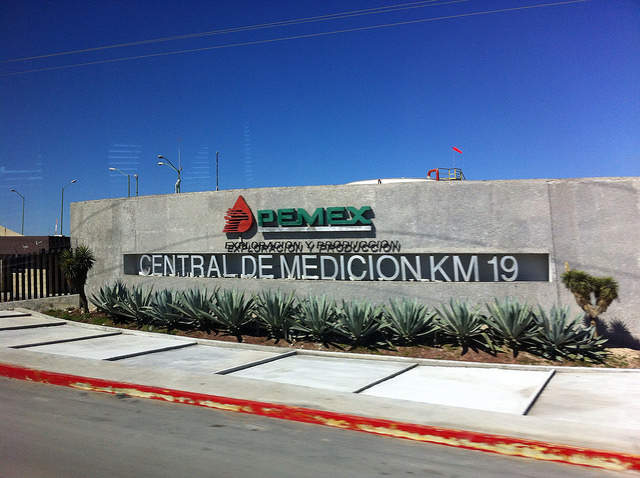 PEMEX
EXPLORACION Y PRODUCCION
CENTRAL DE MEDICION KM 19